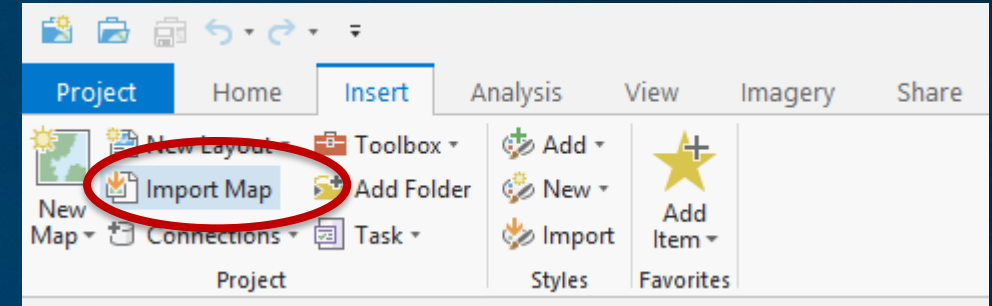 Project Home Insert Analysis View Imagery Share
New Layout Toolbox Add
Import Map Add Folder New
New Map Connections Task Import Add Item
Project Styles Favorites